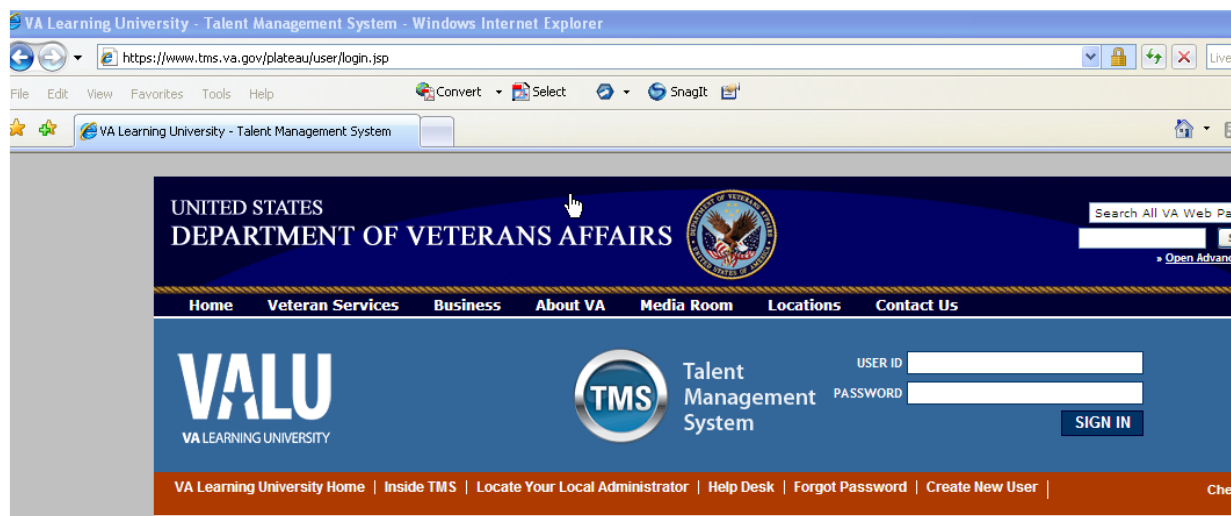 VA Learning University - Talent Management System - Windows Internet Explorer
https://www.tms.va.gov/plateau/user/login.jsp
Live
File Edit View Favorites Tools Help Convert Select SnagIt
VA Learning University - Talent Management System
UNITED STATES
DEPARTMENT OF VETERANS AFFAIRS
Search All VA Web Pa
» Open Advanc
Home Veteran Services Business About VA Media Room Locations Contact Us
VALU
VA LEARNING UNIVERSITY
TMS
Talent
Management
System
USER ID
PASSWORD
SIGN IN
VA Learning University Home | Inside TMS | Locate Your Local Administrator | Help Desk | Forgot Password | Create New User |
Che